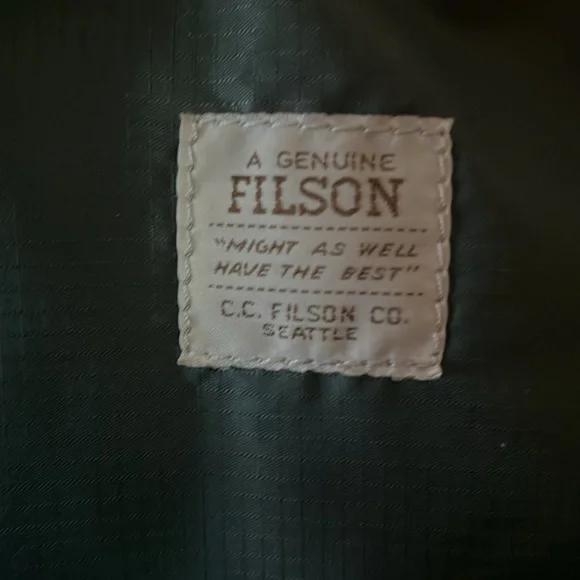 A GENUINE
FILSON
"MIGHT AS WELL
HAVE THE BEST"
C.C. FILSON CO.
SEATTLE